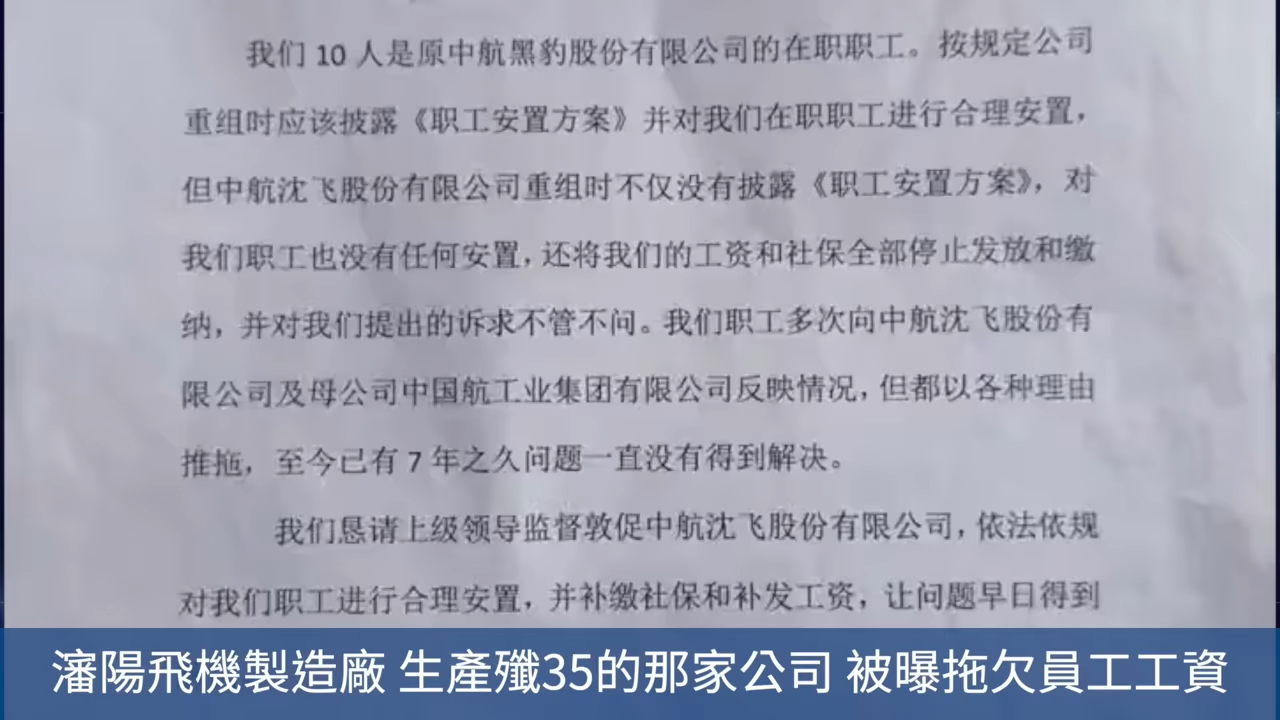 我们 10 人是原中航黑豹股份有限公司的在职职工。按规定公司
重组时应该披露《职工安置方案》并对我们在职职工进行合理安置，
但中航沈飞股份有限公司重组时不仅没有披露《职工安置方案》，对
我们职工也没有任何安置，还将我们的工资和社保全部停止发放和缴
纳，并对我们提出的诉求不管不问。我们职工多次向中航沈飞股份有
限公司及母公司中国航工业集团有限公司反映情况，但都以各种理由
推拖，至今已有 7 年之久问题一直没有得到解决。
我们恳请上级领导监督敦促中航沈飞股份有限公司，依法依规
对我们职工进行合理安置，并补缴社保和补发工资，让问题早日得到
瀋陽飛機製造廠 生產殲35的那家公司 被曝拖欠員工工資